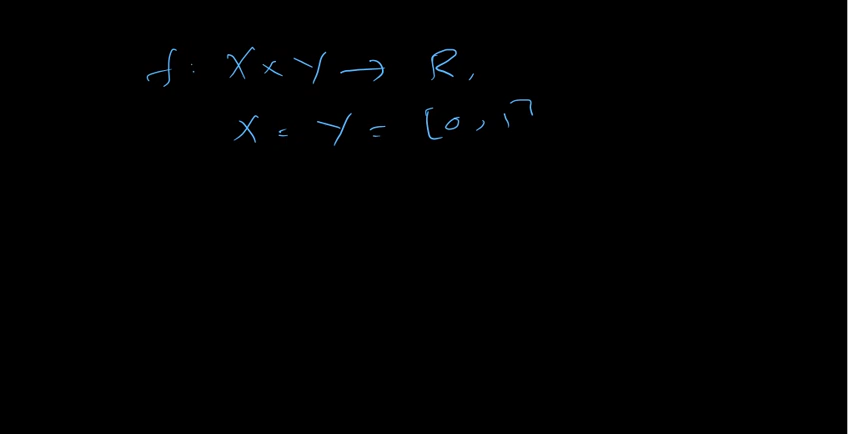 f: X × Y → R,
X = Y = [0, 1]